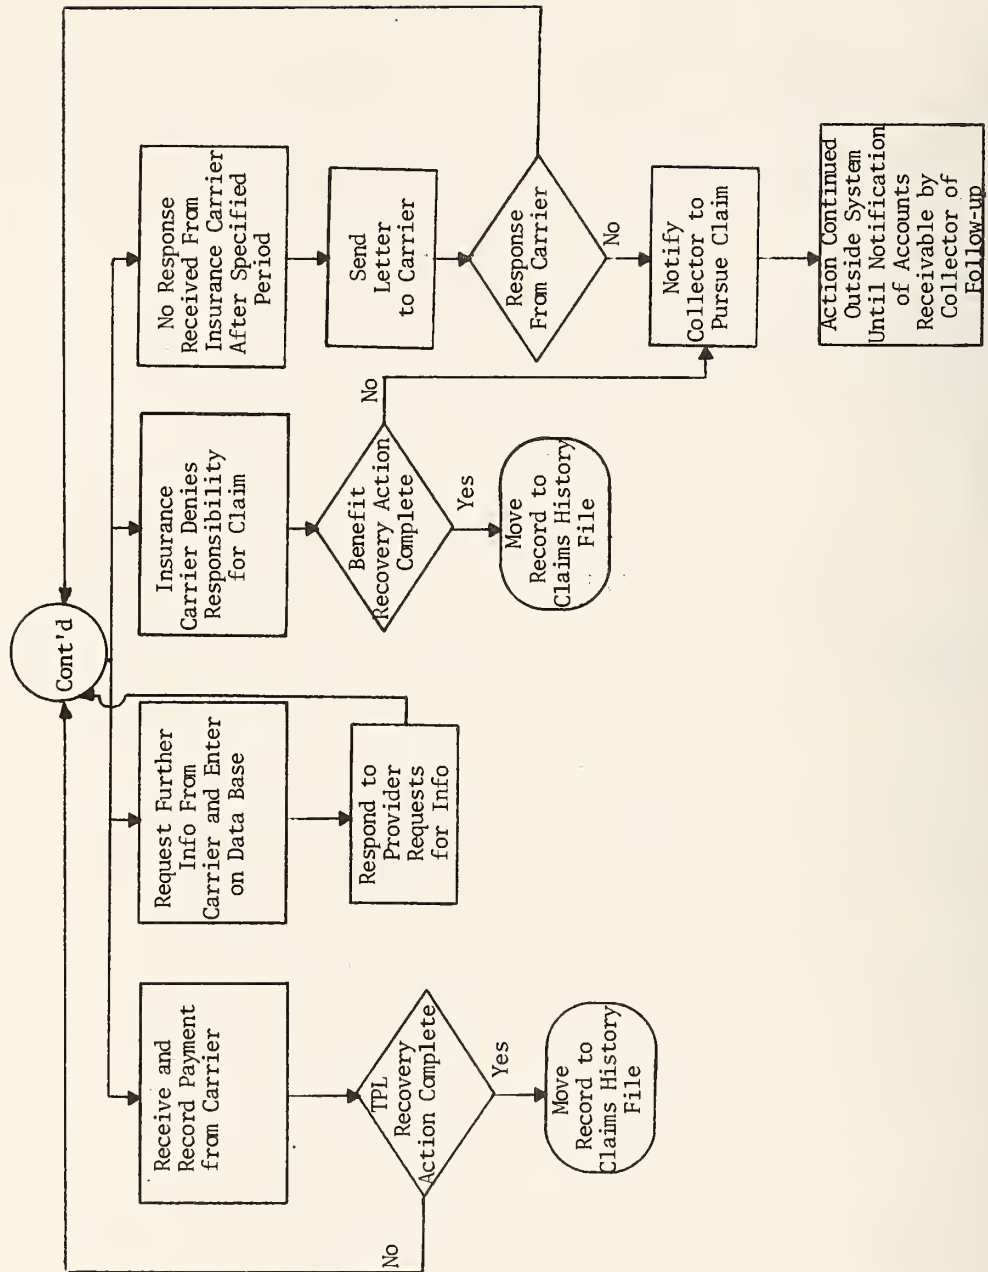 Cont'd
Receive and
Record Payment
from Carrier
TPL
Recovery
Action Complete
No
Yes
Move
Record to
Claims History
File
Request Further
Info From
Carrier and Enter
on Data Base
Respond to
Provider
Requests
for Info
Insurance
Carrier Denies
Responsibility
for Claim
Benefit
Recovery Action
Complete
No
Yes
Move
Record to
Claims History
File
No Response
Received From
Insurance Carrier
After Specified
Period
Send
Letter
to Carrier
Response
From Carrier
No
Notify
Collector to
Pursue Claim
Action Continued
Outside System
Until Notification
of Accounts
Receivable by
Collector of
Follow-up